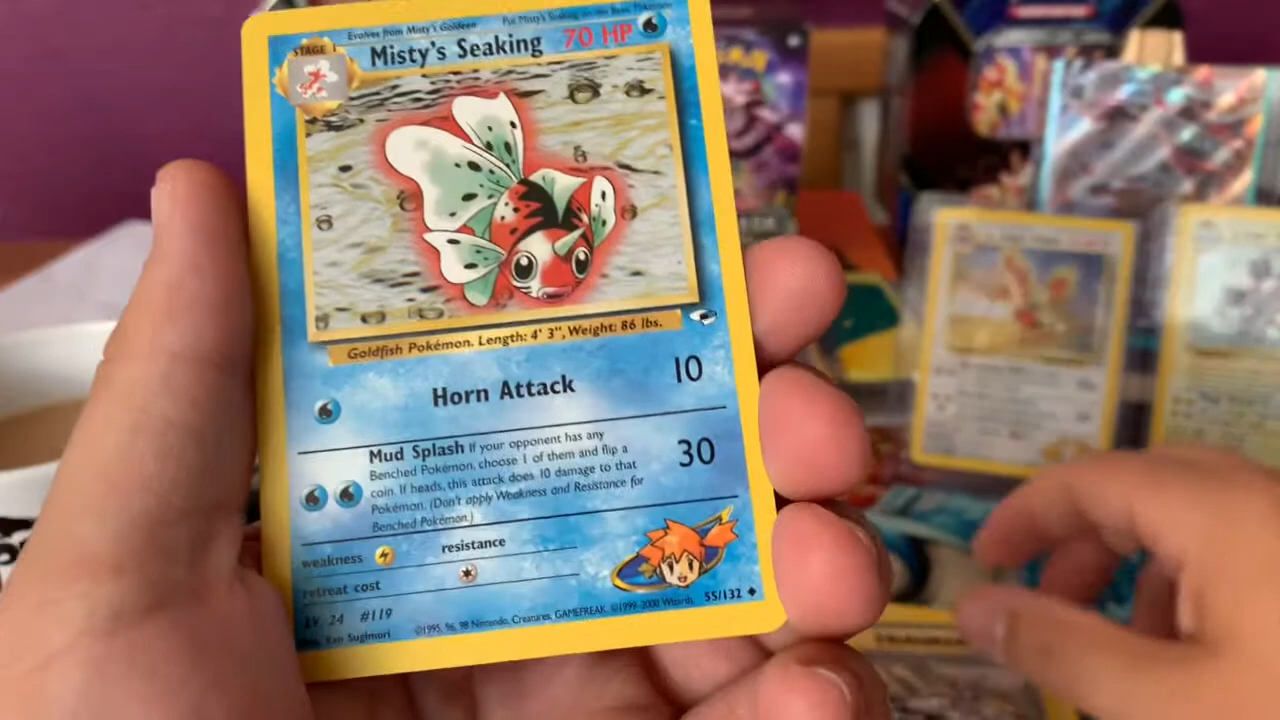 Evolves from Misty's Goldeen
Put Misty's Seaking on the Basic Pokémon
STAGE 1
Misty's Seaking 70 HP
Goldfish Pokémon. Length: 4' 3", Weight: 86 lbs.
Horn Attack 10
Mud Splash If your opponent has any
Benched Pokémon, choose 1 of them and flip a
coin. If heads, this attack does 10 damage to that
Pokémon. (Don't apply Weakness and Resistance for
Benched Pokémon.)
30
weakness
resistance
retreat cost
LV. 24 #119
Ken Sugimori
©1995, 96, 98 Nintendo, Creatures, GAMEFREAK. ©1999-2000 Wizards.
55/132